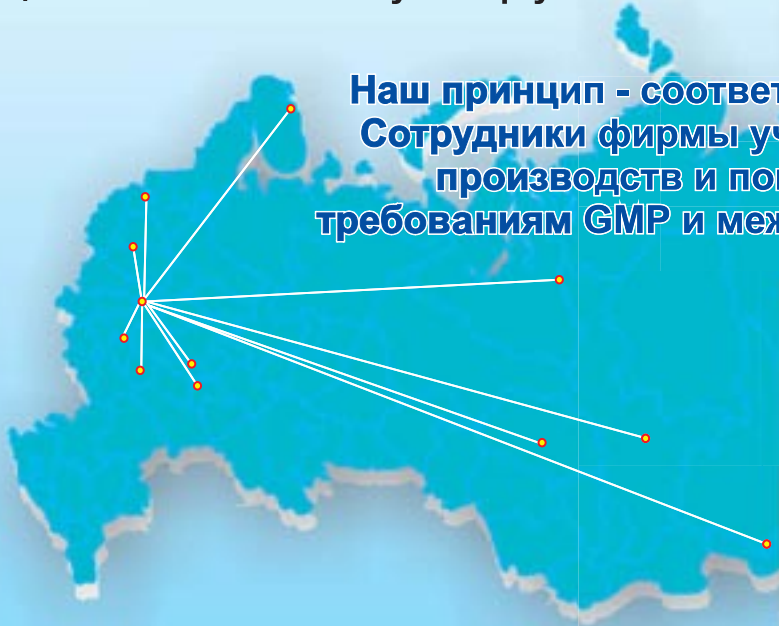 Наш принцип - соответ
Сотрудники фирмы уч
производств и по
требованиям GMP и меж